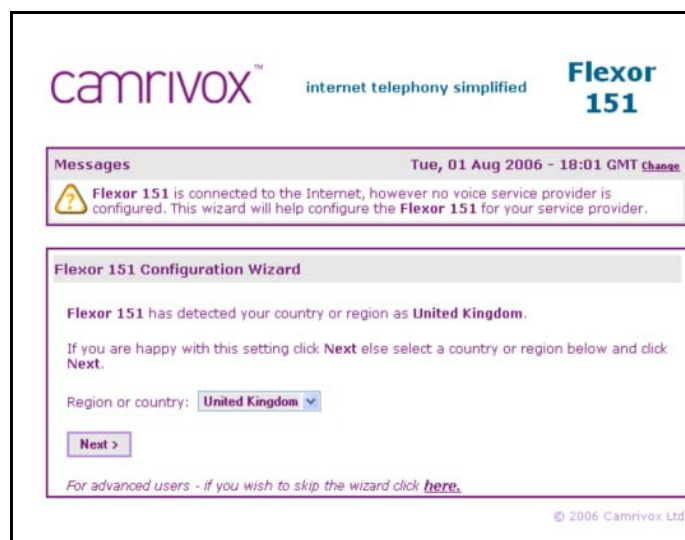 camrivox™
internet telephony simplified
Flexor
151
Messages
Tue, 01 Aug 2006 - 18:01 GMT Change
Flexor 151 is connected to the Internet, however no voice service provider is
configured. This wizard will help configure the Flexor 151 for your service provider.
Flexor 151 Configuration Wizard
Flexor 151 has detected your country or region as United Kingdom.
If you are happy with this setting click Next else select a country or region below and click
Next.
Region or country: United Kingdom
Next >
For advanced users - if you wish to skip the wizard click here.
© 2006 Camrivox Ltd